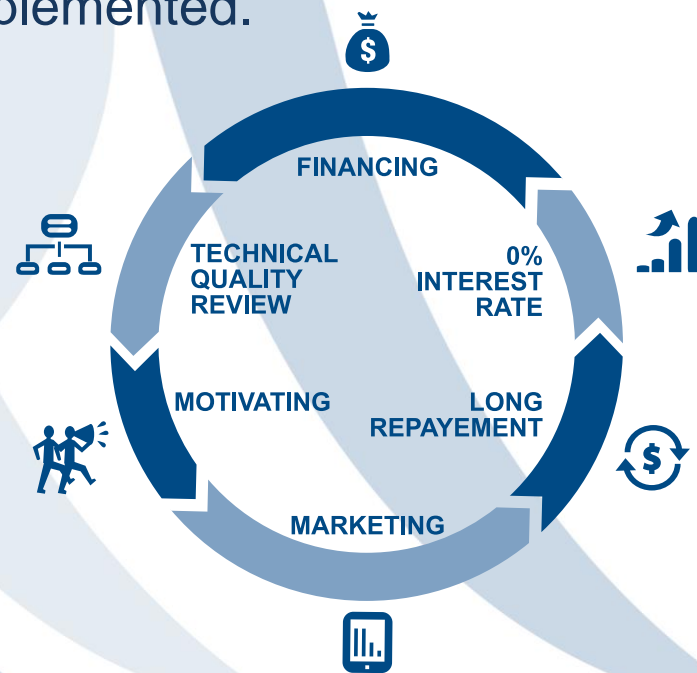 plemented.
FINANCING
TECHNICAL
QUALITY
REVIEW
0%
INTEREST
RATE
MOTIVATING
LONG
REPAYEMENT
MARKETING